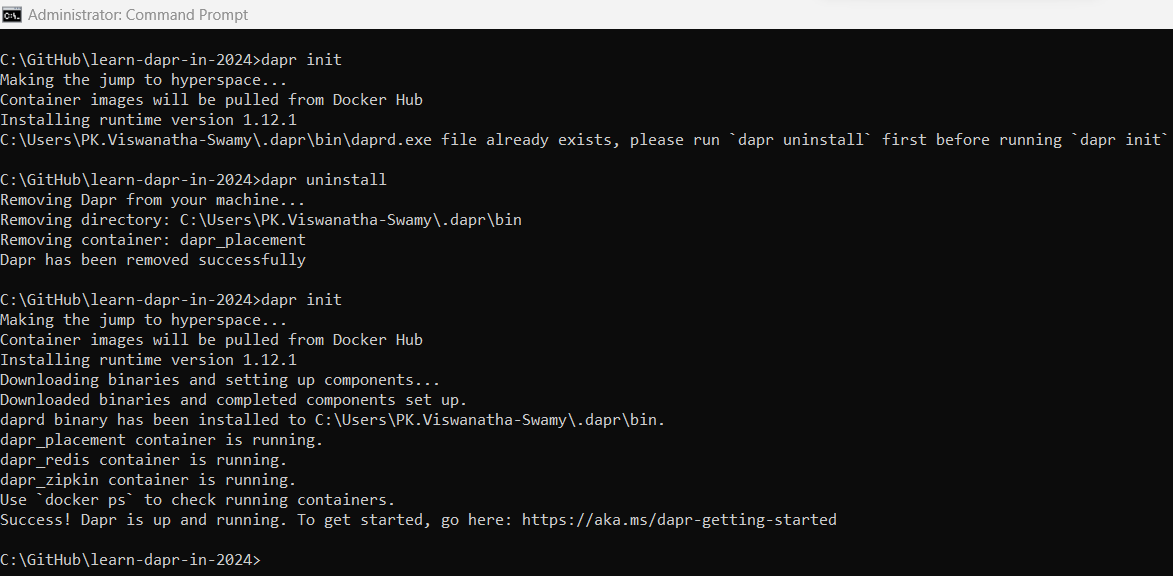 Administrator: Command Prompt
C:\GitHub\learn-dapr-in-2024>dapr init
Making the jump to hyperspace...
Container images will be pulled from Docker Hub
Installing runtime version 1.12.1
C:\Users\PK.Viswanatha-Swamy\.dapr\bin\daprd.exe file already exists, please run `dapr uninstall` first before running `dapr init`
C:\GitHub\learn-dapr-in-2024>dapr uninstall
Removing Dapr from your machine...
Removing directory: C:\Users\PK.Viswanatha-Swamy\.dapr\bin
Removing container: dapr_placement
Dapr has been removed successfully
C:\GitHub\learn-dapr-in-2024>dapr init
Making the jump to hyperspace...
Container images will be pulled from Docker Hub
Installing runtime version 1.12.1
Downloading binaries and setting up components...
Downloaded binaries and completed components set up.
daprd binary has been installed to C:\Users\PK.Viswanatha-Swamy\.dapr\bin.
dapr_placement container is running.
dapr_redis container is running.
dapr_zipkin container is running.
Use `docker ps` to check running containers.
Success! Dapr is up and running. To get started, go here: https://aka.ms/dapr-getting-started
C:\GitHub\learn-dapr-in-2024>